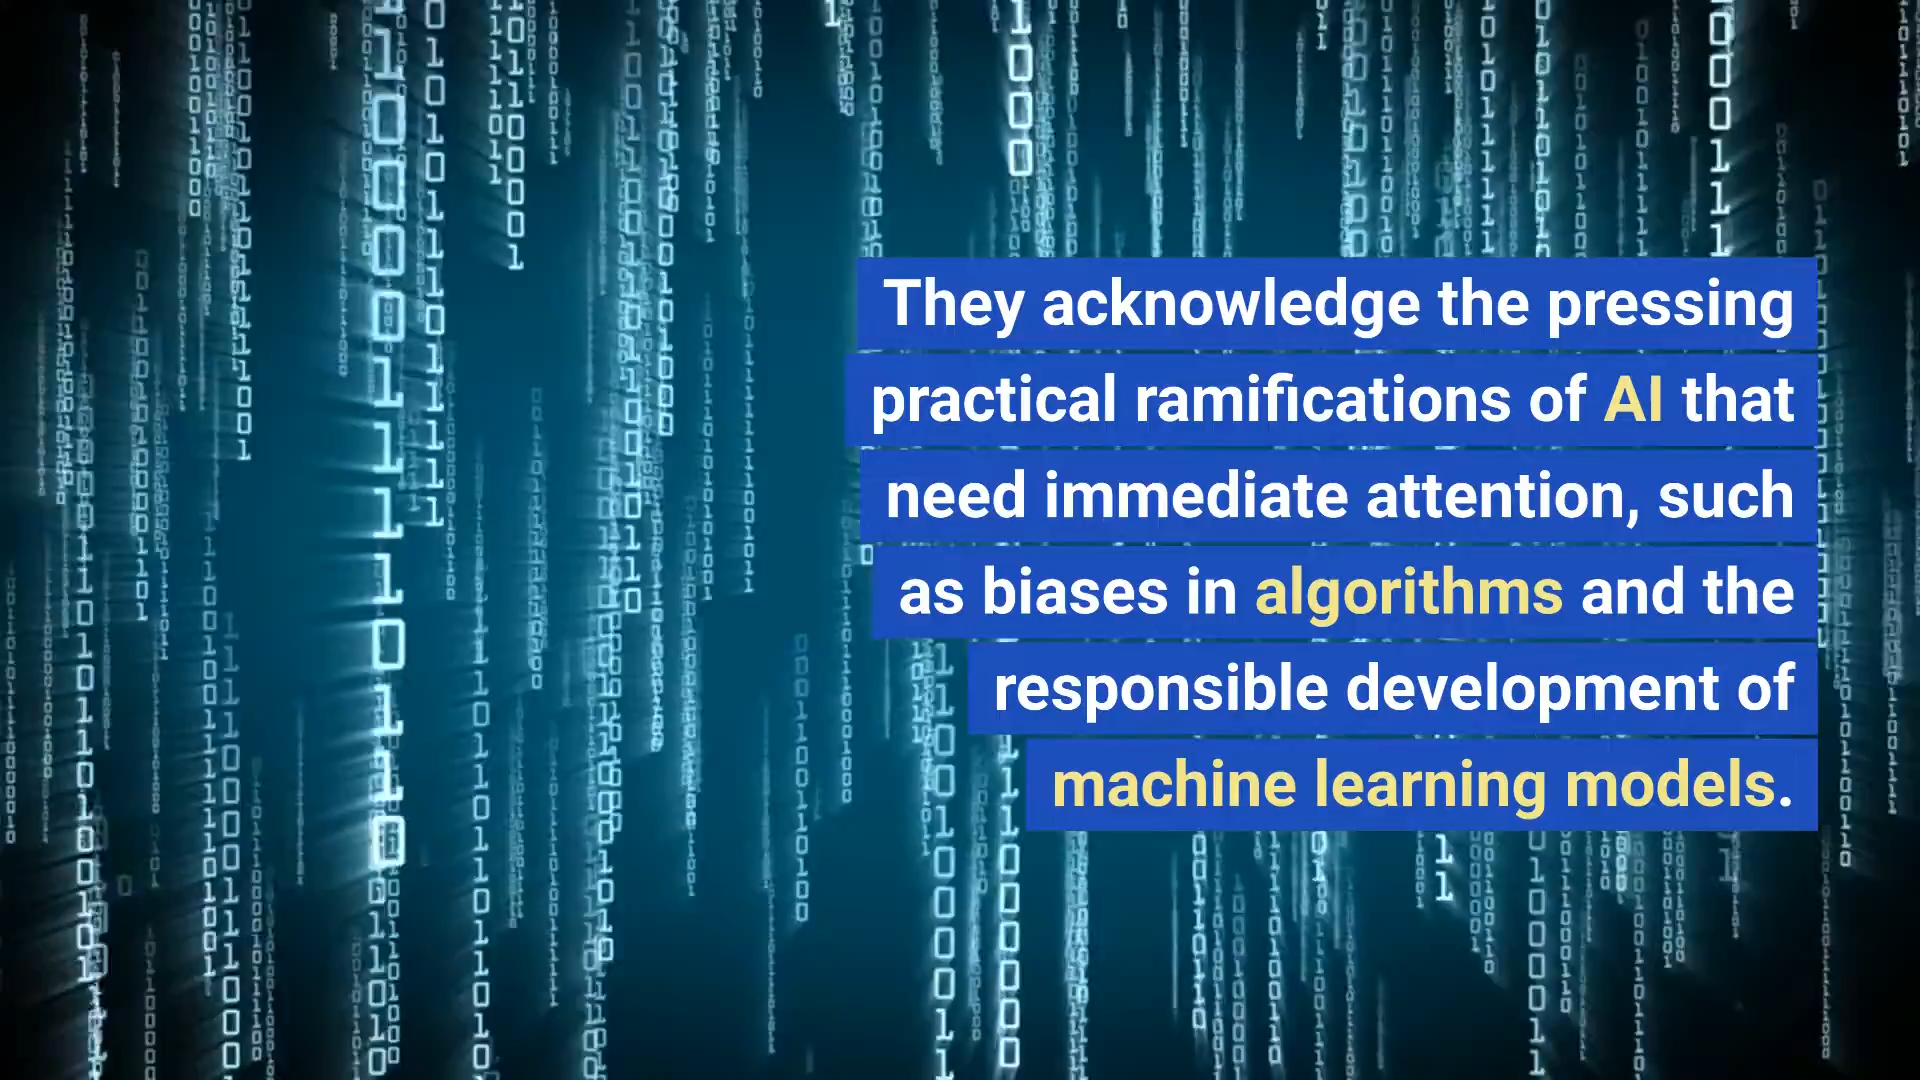 They acknowledge the pressing
practical ramifications of AI that
need immediate attention, such
as biases in algorithms and the
responsible development of
machine learning models.